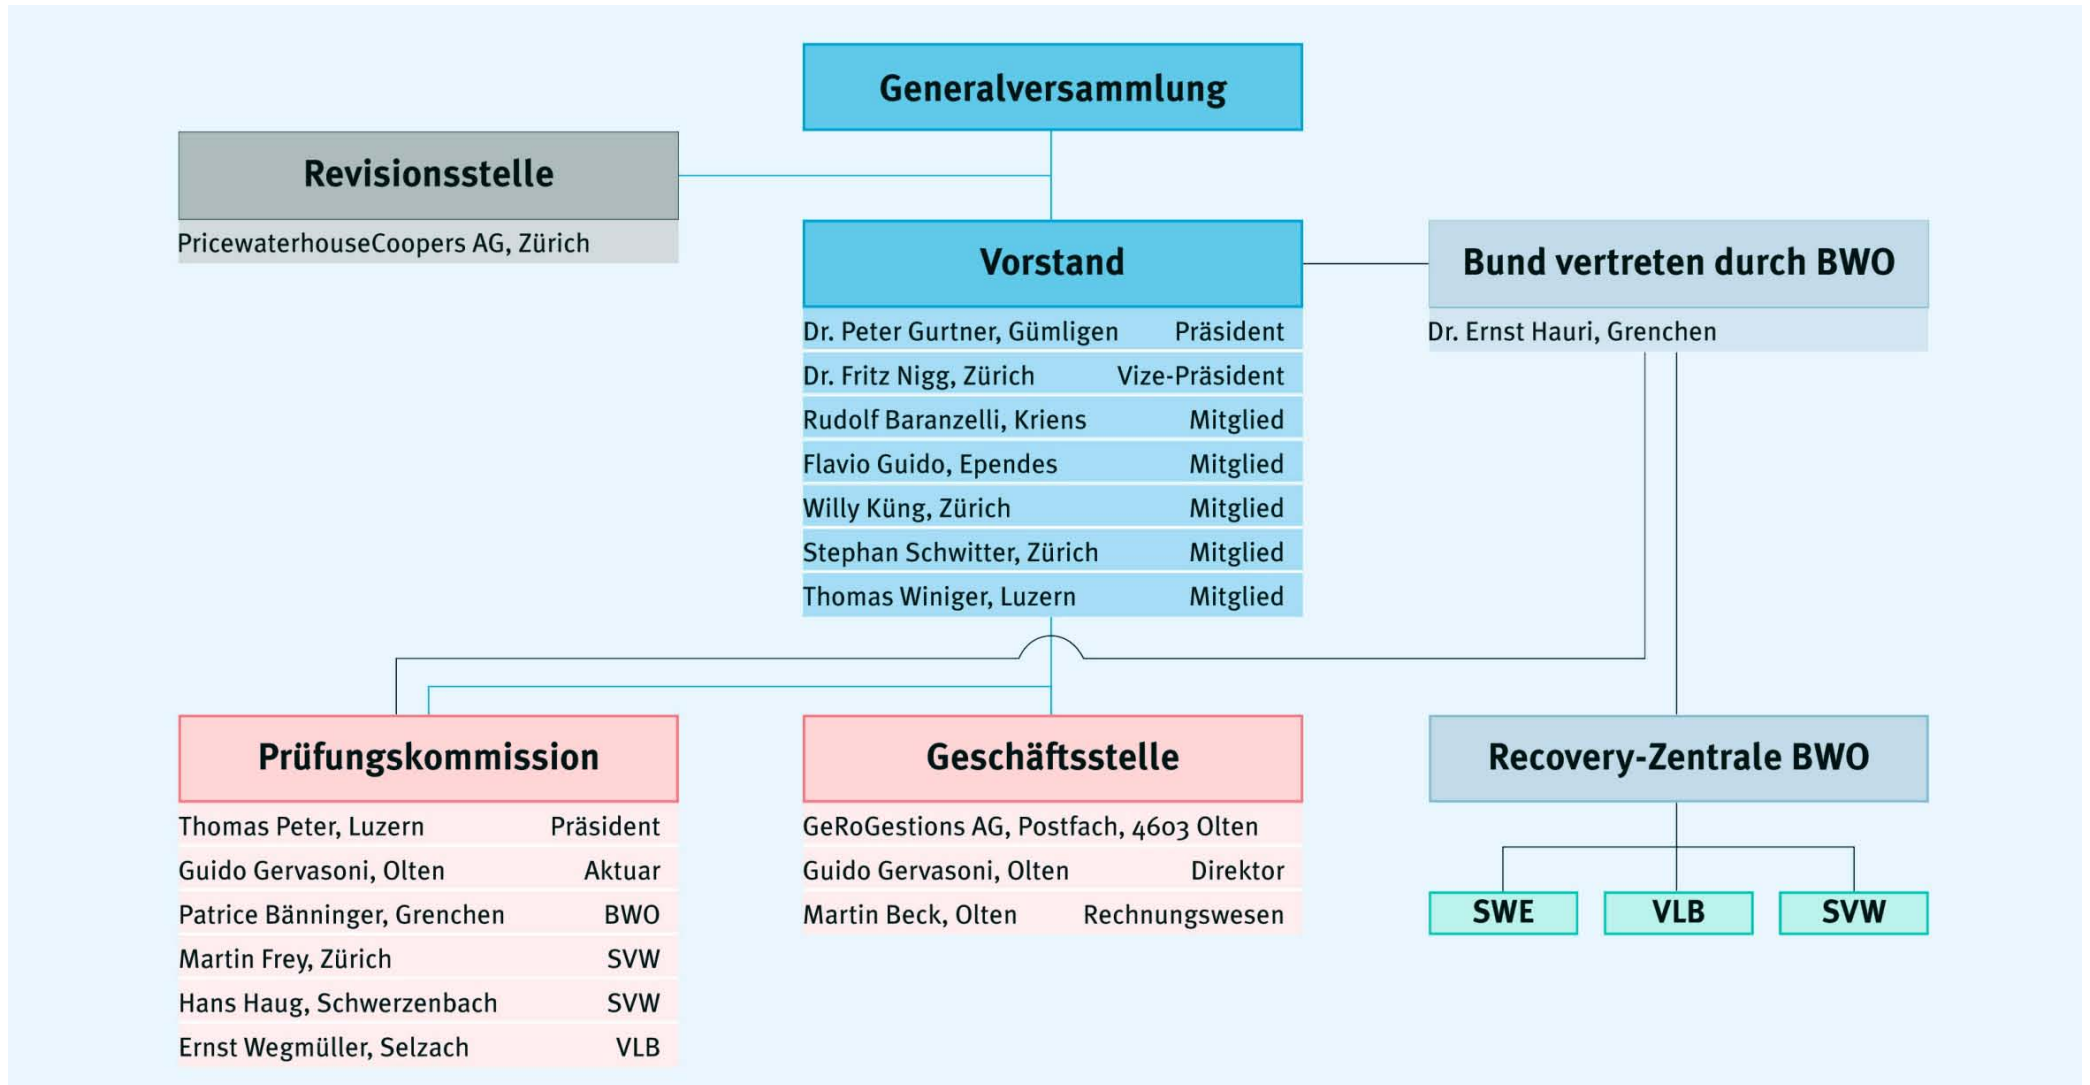 Generalversammlung
Revisionsstelle
PricewaterhouseCoopers AG, Zürich
Vorstand
Dr. Peter Gurtner, Gümligen Präsident
Dr. Fritz Nigg, Zürich Vize-Präsident
Rudolf Baranzelli, Kriens Mitglied
Flavio Guido, Ependes Mitglied
Willy Küng, Zürich Mitglied
Stephan Schwitter, Zürich Mitglied
Thomas Winiger, Luzern Mitglied
Bund vertreten durch BWO
Dr. Ernst Hauri, Grenchen
Prüfungskommission
Thomas Peter, Luzern Präsident
Guido Gervasoni, Olten Aktuar
Patrice Bänninger, Grenchen BWO
Martin Frey, Zürich SVW
Hans Haug, Schwerzenbach SVW
Ernst Wegmüller, Selzach VLB
Geschäftsstelle
GeRoGestions AG, Postfach, 4603 Olten
Guido Gervasoni, Olten Direktor
Martin Beck, Olten Rechnungswesen
Recovery-Zentrale BWO
SWE VLB SVW